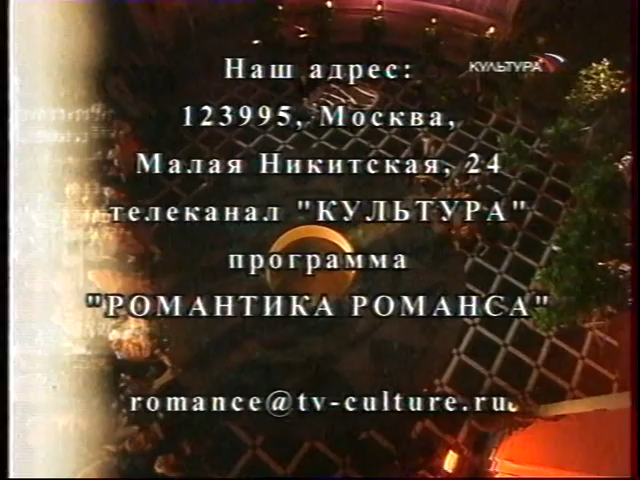 Наш адрес:
КУЛЬТУРА
123995, Москва,
Малая Никитская, 24
телеканал "КУЛЬТУРА"
программа
"РОМАНТИКА РОМАНСА"
romance@tv-culture.ru